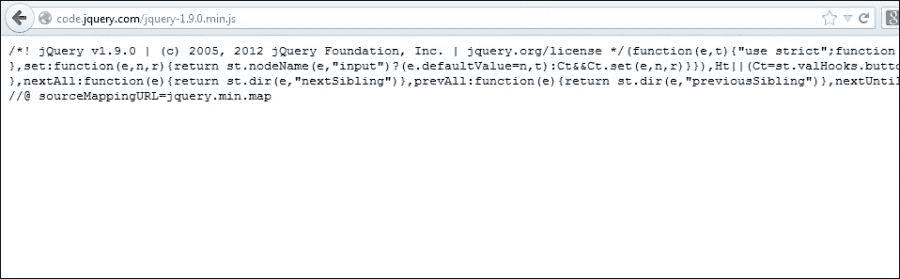 code.jquery.com/jquery-1.9.0.min.js
/*! jQuery v1.9.0 | (c) 2005, 2012 jQuery Foundation, Inc. | jquery.org/license */(function(e,t){"use strict";function
},set:function(e,n,r){return st.nodeName(e,"input")?(e.defaultValue=n,t):Ct&&Ct.set(e,n,r)}}),Ht||(Ct=st.valHooks.butto
},nextAll:function(e){return st.dir(e,"nextSibling")},prevAll:function(e){return st.dir(e,"previousSibling")},nextUntil
//@ sourceMappingURL=jquery.min.map